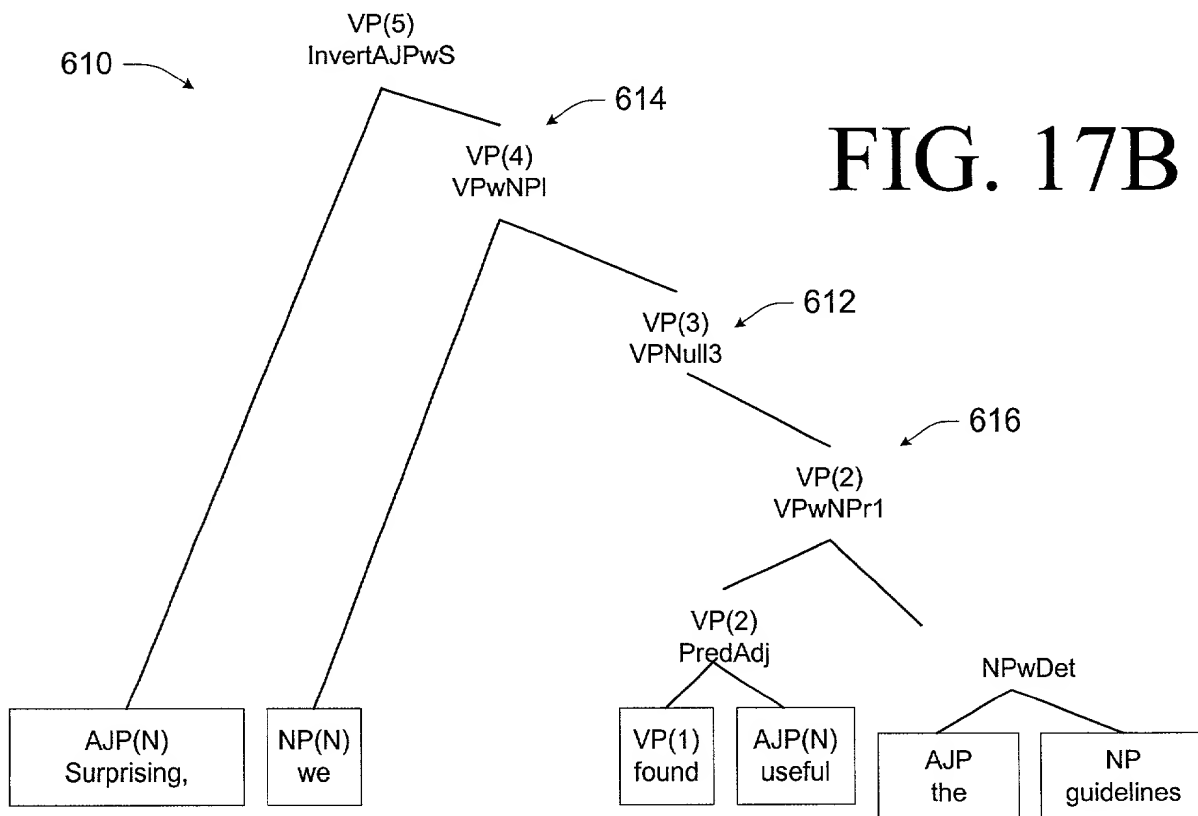 VP(5)
InvertAJPwS
610
614
FIG. 17B
VP(4)
VPwNPl
612
VP(3)
VPNull3
616
VP(2)
VPwNPr1
VP(2)
PredAdj
NPwDet
AJP(N)
Surprising,
NP(N)
we
VP(1)
found
AJP(N)
useful
AJP
the
NP
guidelines